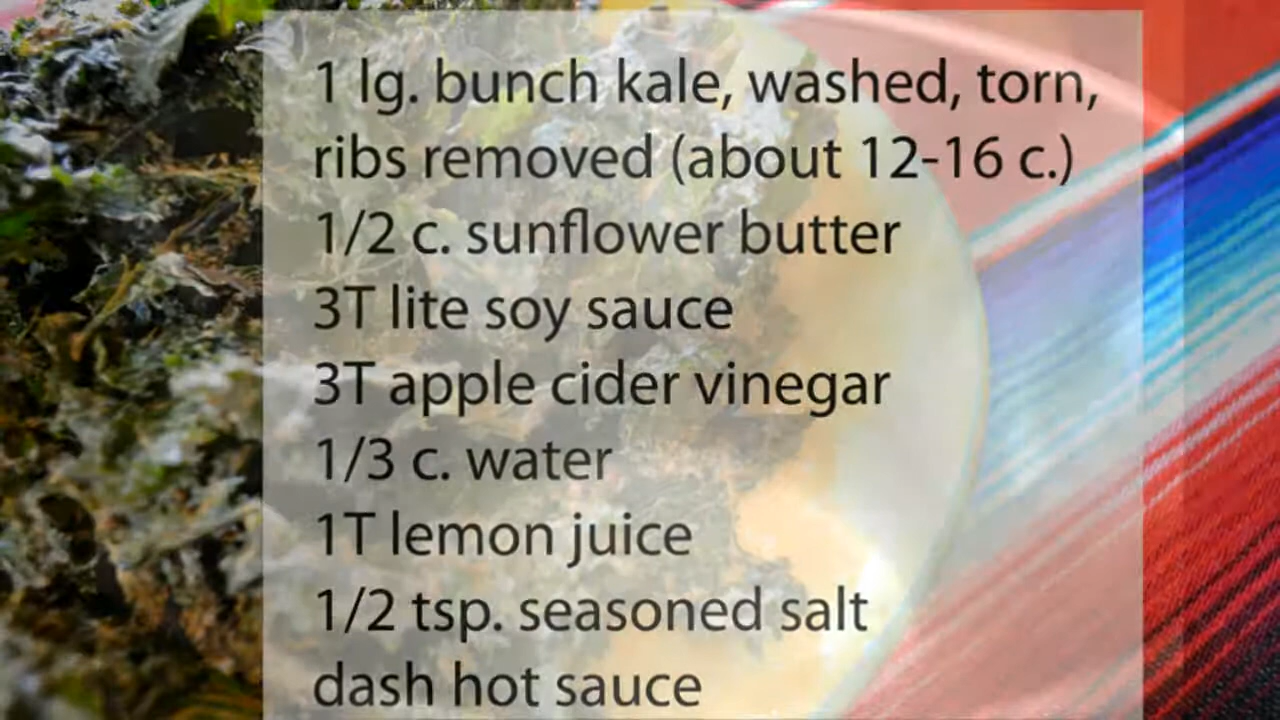 1 lg. bunch kale, washed, torn,
ribs removed (about 12-16 c.)
1/2 c. sunflower butter
3T lite soy sauce
3T apple cider vinegar
1/3 c. water
1T lemon juice
1/2 tsp. seasoned salt
dash hot sauce